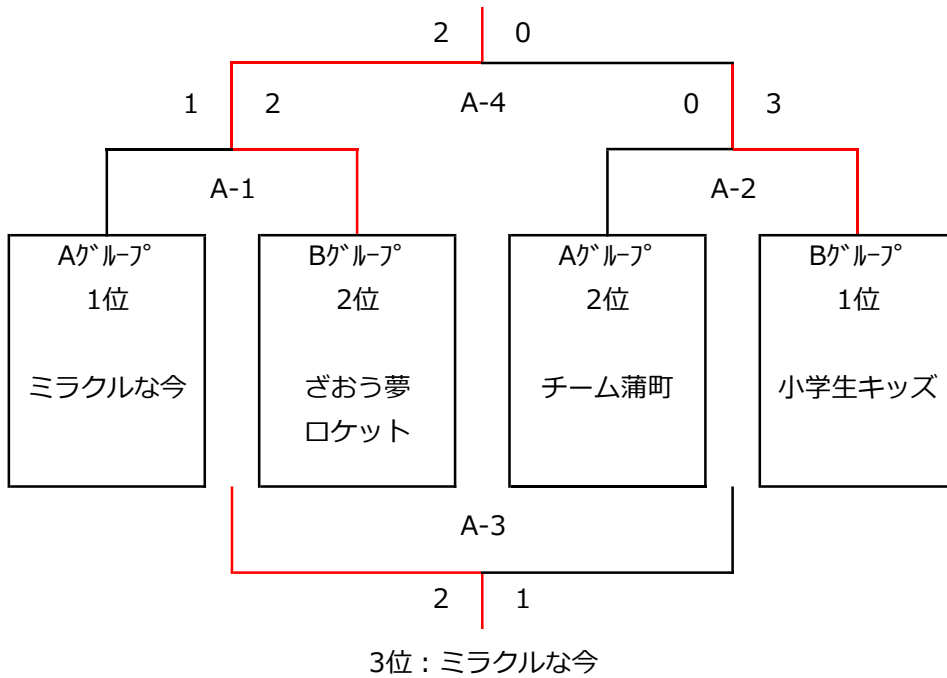 2 0
1 2 A-4 0 3
A-1 A-2
Aｸﾞﾙｰﾌﾟ Bｸﾞﾙｰﾌﾟ Aｸﾞﾙｰﾌﾟ Bｸﾞﾙｰﾌﾟ
1位 2位 2位 1位
ミラクルな今 ざおう夢 チーム蒲町 小学生キッズ
ロケット
A-3
2 1
3位：ミラクルな今